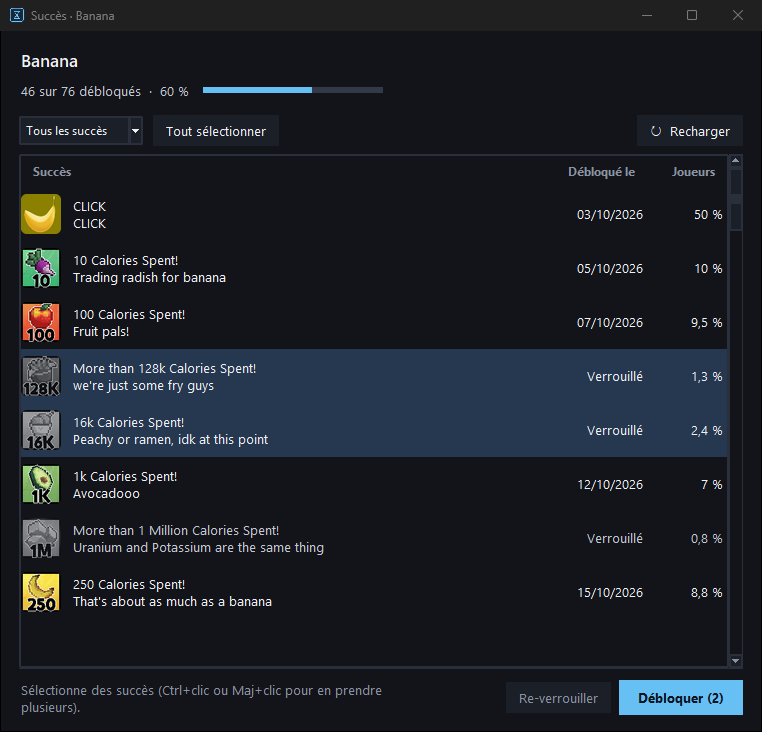 Succès · Banana
Banana
46 sur 76 débloqués · 60 %
Tous les succès
Tout sélectionner
Recharger
Succès Débloqué le Joueurs
CLICK
CLICK
03/10/2026 50 %
10
10 Calories Spent!
Trading radish for banana
05/10/2026 10 %
100
100 Calories Spent!
Fruit pals!
07/10/2026 9,5 %
128K
More than 128k Calories Spent!
we're just some fry guys
Verrouillé 1,3 %
16K
16k Calories Spent!
Peachy or ramen, idk at this point
Verrouillé 2,4 %
1K
1k Calories Spent!
Avocadooo
12/10/2026 7 %
1M
More than 1 Million Calories Spent!
Uranium and Potassium are the same thing
Verrouillé 0,8 %
250
250 Calories Spent!
That's about as much as a banana
15/10/2026 8,8 %
Sélectionne des succès (Ctrl+clic ou Maj+clic pour en prendre
plusieurs).
Re-verrouiller
Débloquer (2)